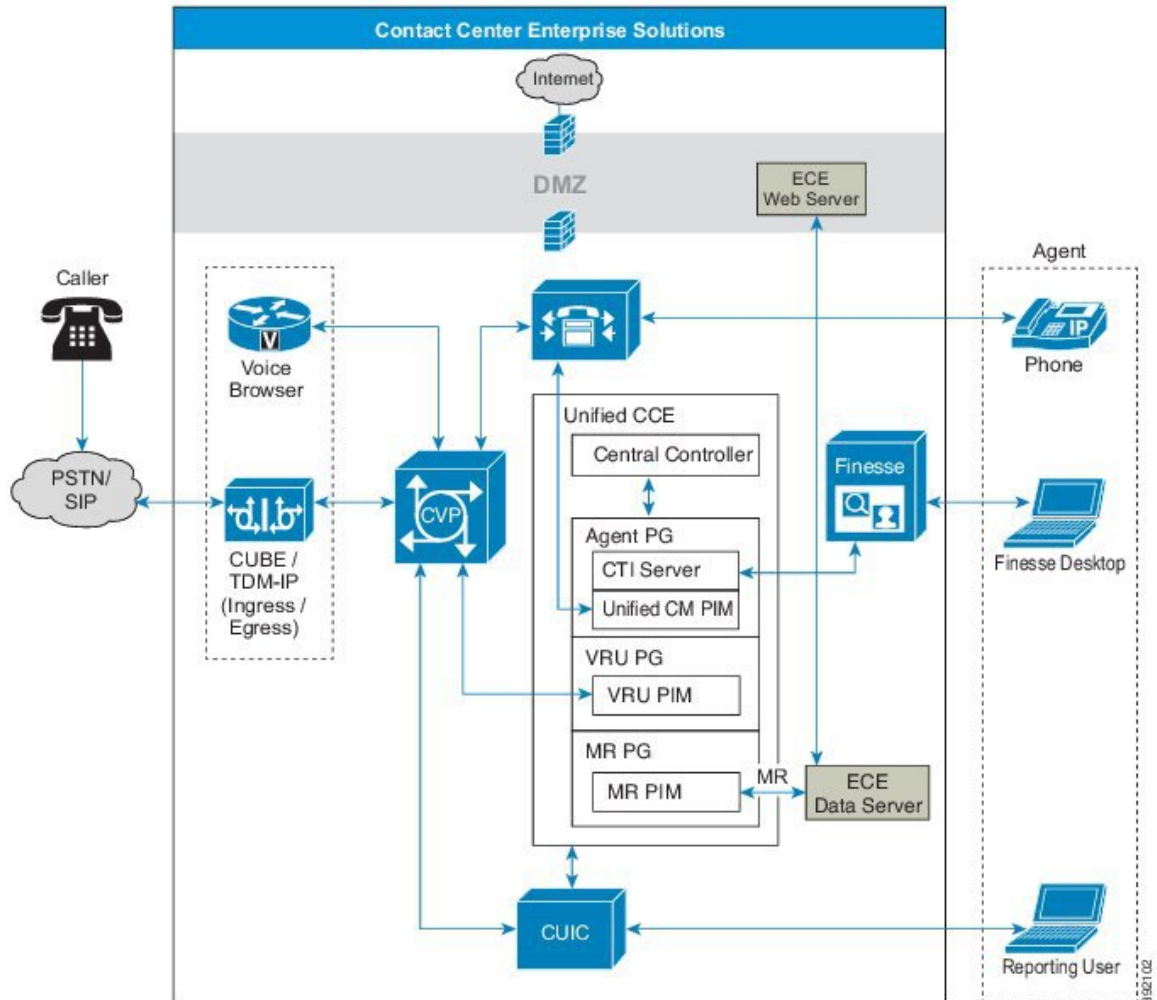 Contact Center Enterprise Solutions
Internet
DMZ
ECE
Web Server
Agent
Caller
Voice
Browser
IP
Phone
V
Unified CCE
Central Controller
Finesse
PSTN/
SIP
CVP
Agent PG
CTI Server
Unified CM PIM
CUBE /
TDM-IP
(Ingress /
Egress)
Finesse Desktop
VRU PG
VRU PIM
MR PG
MR PIM
MR
ECE
Data Server
CUIC
Reporting User